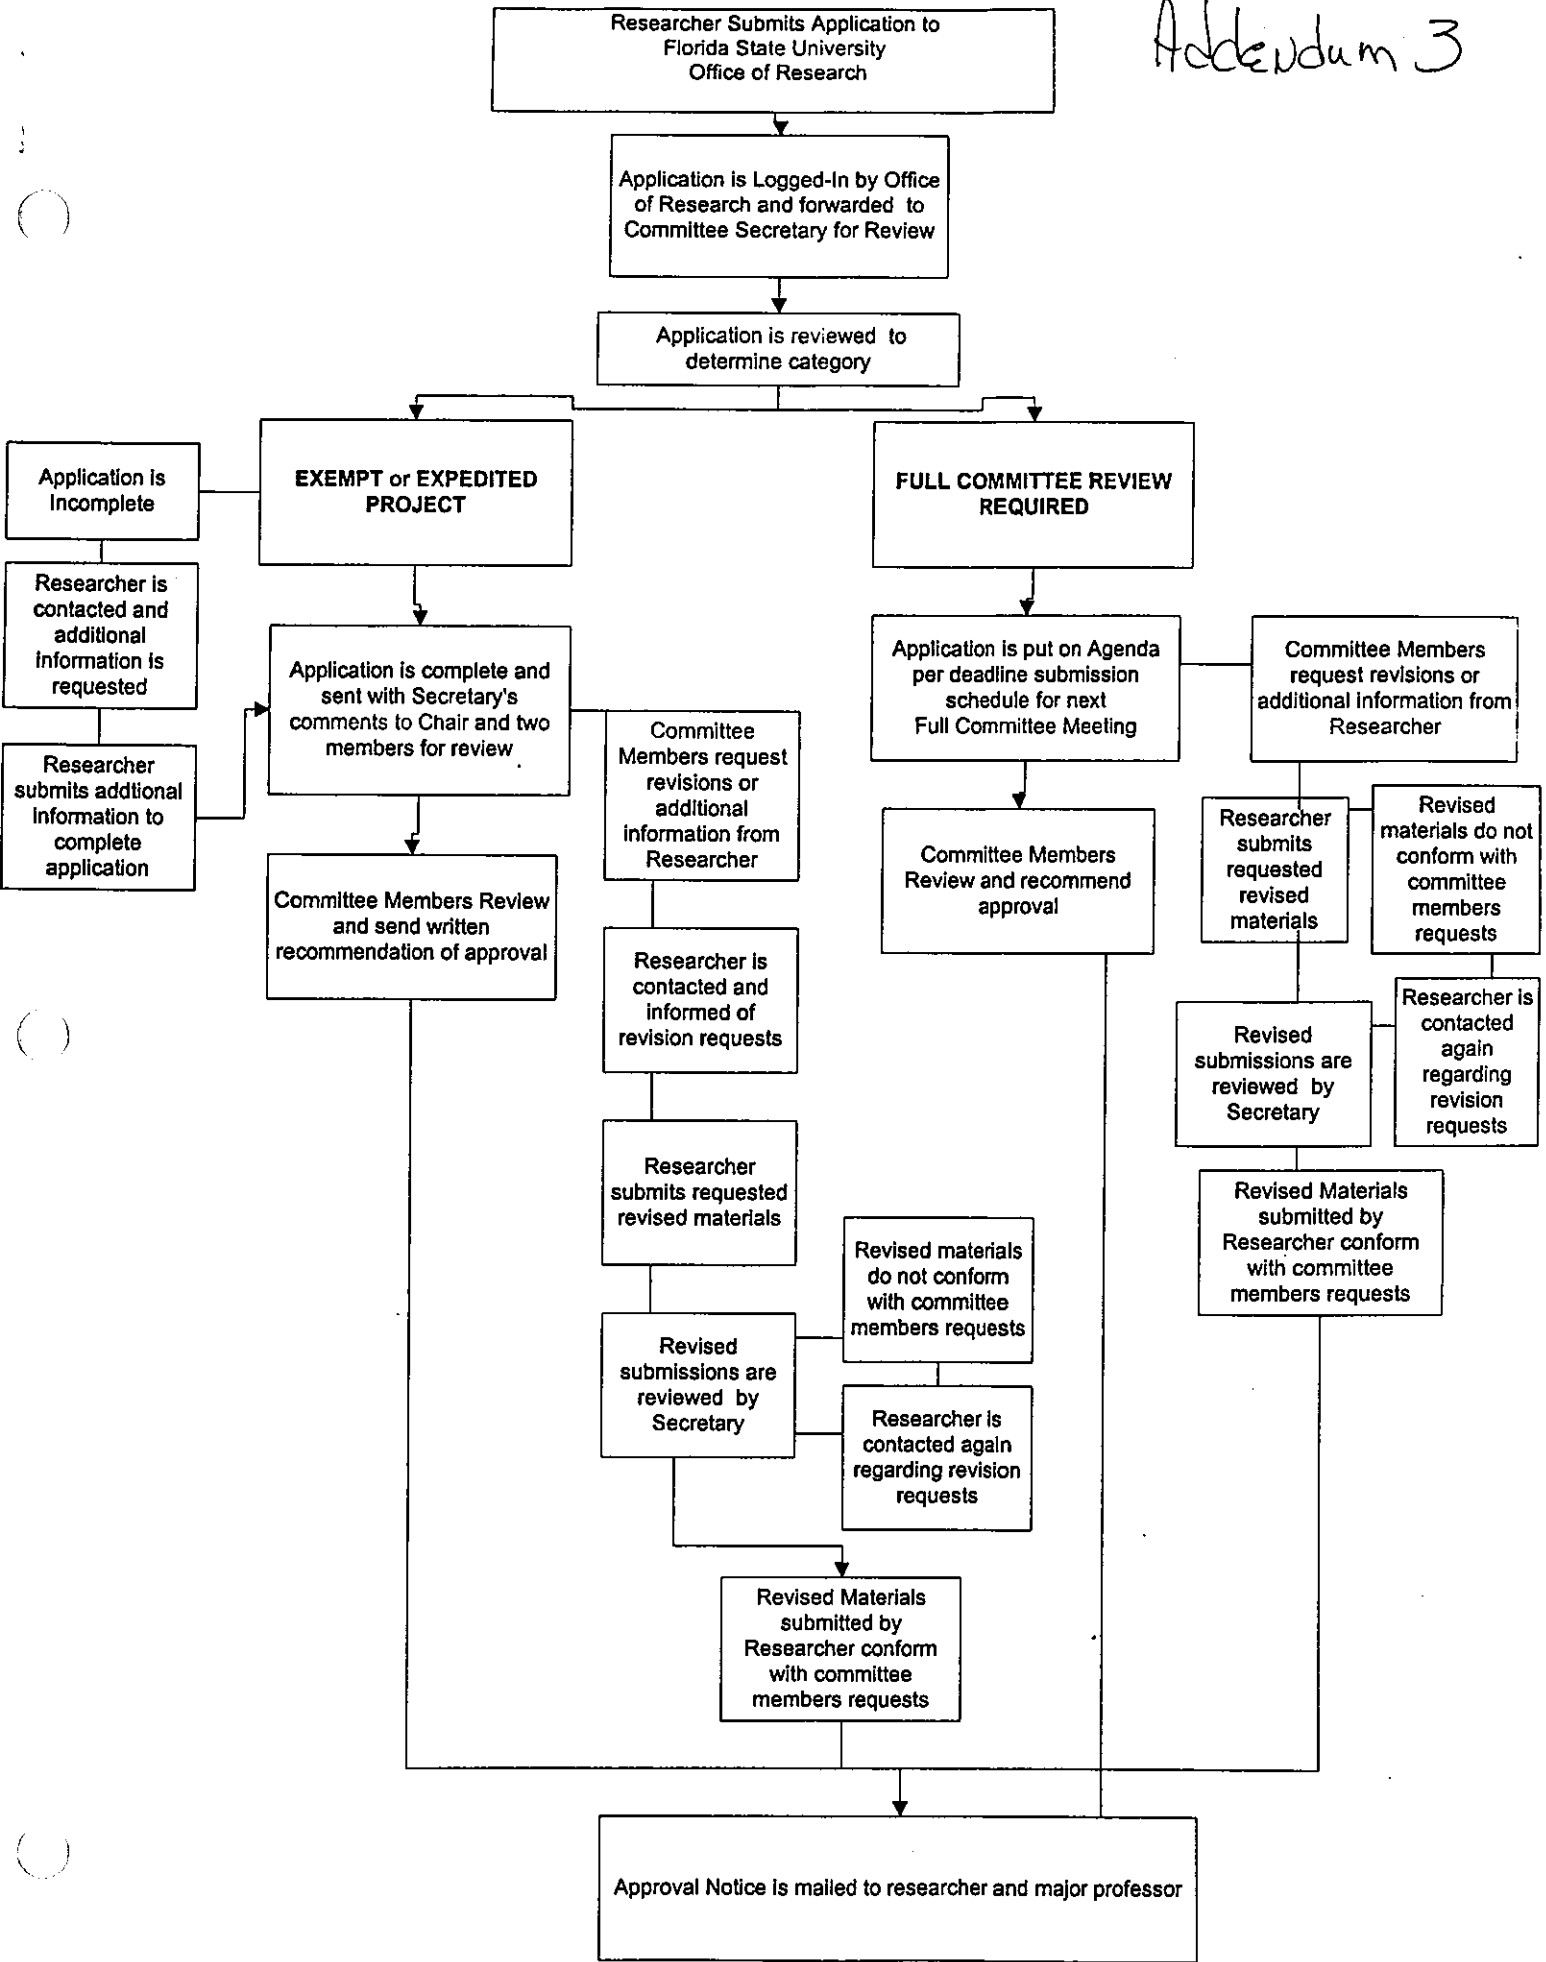 Addendum 3
Researcher Submits Application to
Florida State University
Office of Research
Application is Logged-In by Office
of Research and forwarded to
Committee Secretary for Review
Application is reviewed to
determine category
EXEMPT or EXPEDITED
PROJECT
Application is
Incomplete
Researcher is
contacted and
additional
information is
requested
Researcher
submits addtional
information to
complete
application
Application is complete and
sent with Secretary's
comments to Chair and two
members for review
Committee Members Review
and send written
recommendation of approval
Committee
Members request
revisions or
additional
information from
Researcher
Researcher is
contacted and
informed of
revision requests
Researcher
submits requested
revised materials
Revised
submissions are
reviewed by
Secretary
Revised materials
do not conform
with committee
members requests
Researcher is
contacted again
regarding revision
requests
Revised Materials
submitted by
Researcher conform
with committee
members requests
FULL COMMITTEE REVIEW
REQUIRED
Application is put on Agenda
per deadline submission
schedule for next
Full Committee Meeting
Committee Members
Review and recommend
approval
Committee Members
request revisions or
additional information from
Researcher
Researcher
submits
requested
revised
materials
Revised
materials do not
conform with
committee
members
requests
Researcher is
contacted
again
regarding
revision
requests
Revised
submissions are
reviewed by
Secretary
Revised Materials
submitted by
Researcher conform
with committee
members requests
Approval Notice is mailed to researcher and major professor